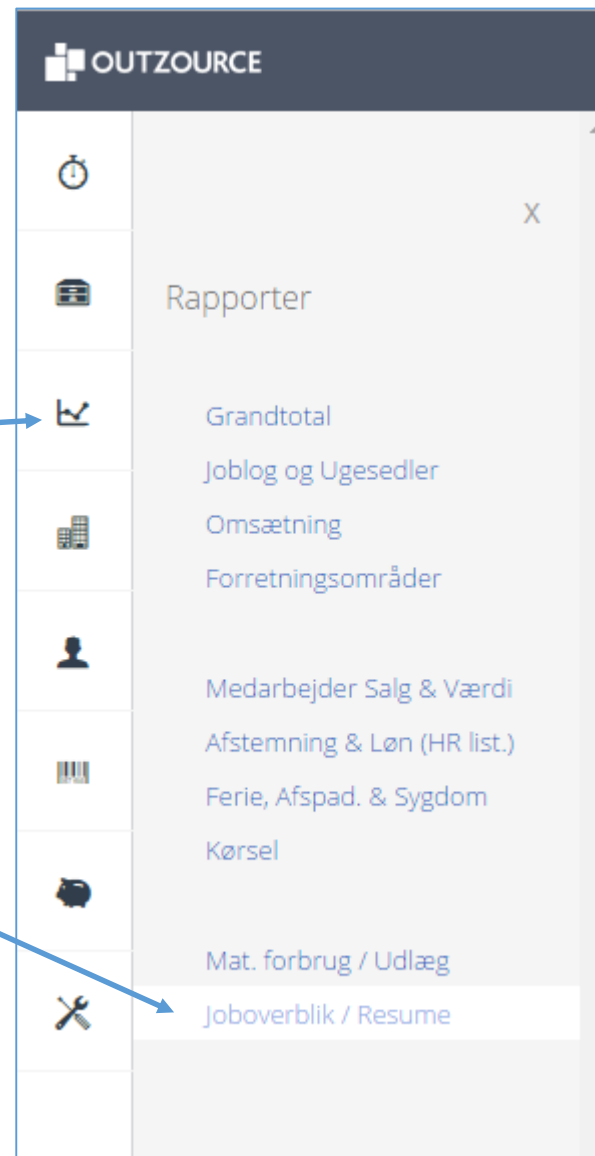 OUTZOURCE
X
Rapporter
Grandtotal
Joblog og Ugesedler
Omsætning
Forretningsområder
Medarbejder Salg & Værdi
Afstemning & Løn (HR list.)
Ferie, Afspad. & Sygdom
Kørsel
Mat. forbrug / Udlæg
Joboverblik / Resume